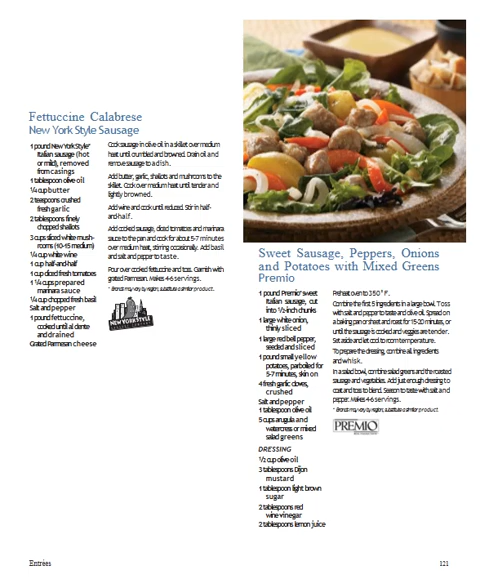 Fettuccine Calabrese
New York Style Sausage
1 pound New York Style*
Italian sausage (hot
or mild), removed
from casings
1 tablespoon olive oil
1/4 cup butter
2 teaspoons crushed
fresh garlic
2 tablespoons finely
chopped shallots
3 cups sliced white mush-
rooms (10-15 medium)
1/4 cup white wine
1 cup half-and-half
1 cup diced fresh tomatoes
1 1/4 cups prepared
marinara sauce
1/4 cup chopped fresh basil
Salt and pepper
1 pound fettuccine,
cooked until al dente
and drained
Grated Parmesan cheese
Cook sausage in olive oil in a skillet over medium
heat until crumbled and browned. Drain oil and
remove sausage to a dish.
Add butter, garlic, shallots and mushrooms to the
skillet. Cook over medium heat until tender and
lightly browned.
Add wine and cook until reduced. Stir in half-
and-half.
Add cooked sausage, diced tomatoes and marinara
sauce to the pan and cook for about 5-7 minutes
over medium heat, stirring occasionally. Add basil
and salt and pepper to taste.
Pour over cooked fettuccine and toss. Garnish with
grated Parmesan. Makes 4-6 servings.
* Brands may vary by region; substitute a similar product.
NEW YORK STYLE
Sweet Sausage, Peppers, Onions
and Potatoes with Mixed Greens
Premio
1 pound Premio* sweet
Italian sausage, cut
into 1/2-inch chunks
1 large white onion,
thinly sliced
1 large red bell pepper,
seeded and sliced
1 pound small yellow
potatoes, parboiled for
5-7 minutes, skin on
4 fresh garlic cloves,
crushed
Salt and pepper
1 tablespoon olive oil
5 cups arugula and
watercress or mixed
salad greens
DRESSING
1/2 cup olive oil
3 tablespoons Dijon
mustard
1 tablespoon light brown
sugar
2 tablespoons red
wine vinegar
2 tablespoons lemon juice
Preheat oven to 350°F.
Combine the first 5 ingredients in a large bowl. Toss
with salt and pepper to taste and olive oil. Spread on
a baking pan or sheet and roast for 15-20 minutes, or
until the sausage is cooked and veggies are tender.
Set aside and let cool to room temperature.
To prepare the dressing, combine all ingredients
and whisk.
In a salad bowl, combine salad greens and the roasted
sausage and vegetables. Add just enough dressing to
coat and toss to blend. Season to taste with salt and
pepper. Makes 4-6 servings.
* Brands may vary by region; substitute a similar product.
PREMIO
Entrées
121